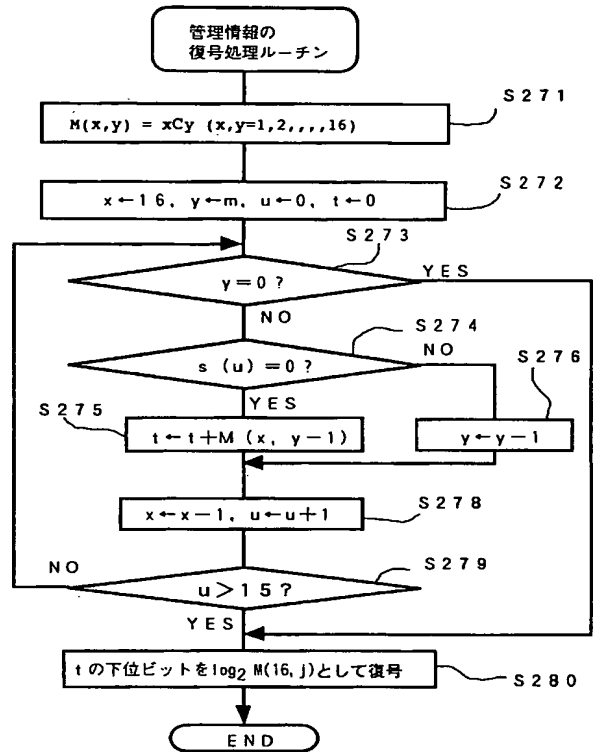 管理情報の
復号処理ルーチン
S271
M(x,y) = xCy (x,y=1,2,,,,16)
S272
x←16, y←m, u←0, t←0
S273
y=0?
YES
NO
S274
s(u)=0?
NO
S276
S275
YES
t←t+M(x, y-1)
y←y-1
S278
x←x-1, u←u+1
S279
NO
u>15?
YES
tの下位ビットをlog₂ M(16,j)として復号
S280
END